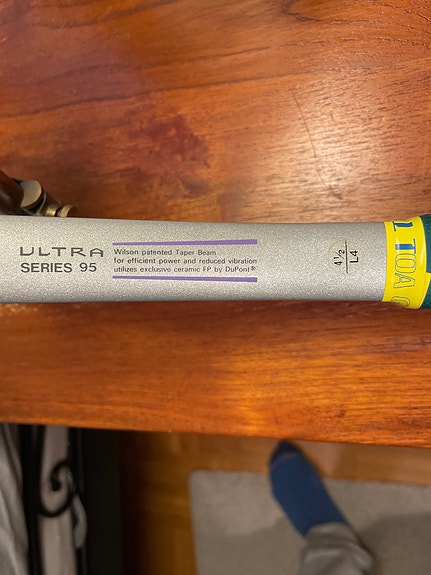 ULTRA
SERIES 95
Wilson patented Taper Beam
for efficient power and reduced vibration
utilizes exclusive ceramic FP by DuPont®
4½
L4
TOA